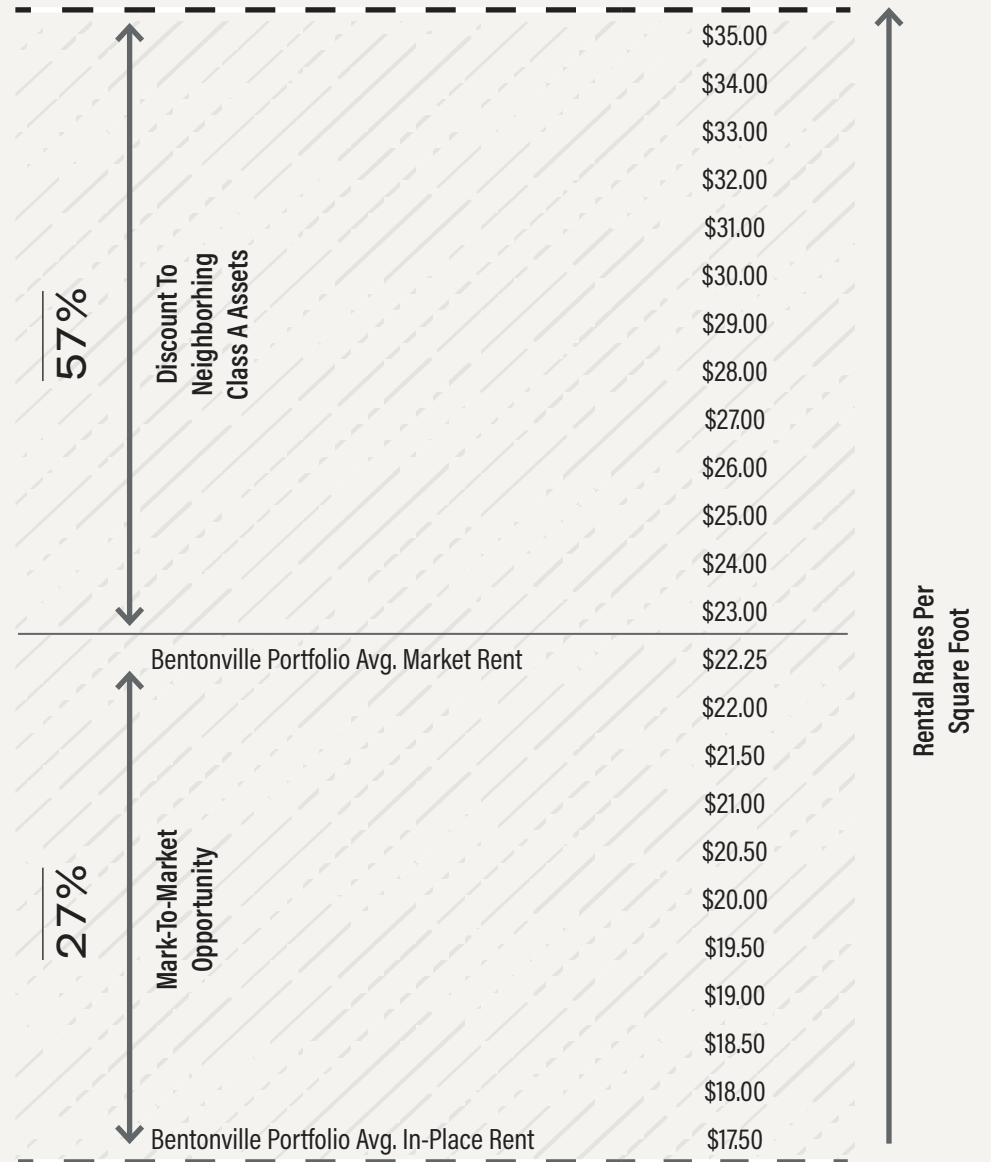 $35.00
$34.00
$33.00
$32.00
$31.00
$30.00
$29.00
$28.00
$27.00
$26.00
$25.00
$24.00
$23.00
57%
Discount To
Neighborhing
Class A Assets
Bentonville Portfolio Avg. Market Rent $22.25
$22.00
$21.50
$21.00
$20.50
$20.00
$19.50
$19.00
$18.50
$18.00
27%
Mark-To-Market
Opportunity
Bentonville Portfolio Avg. In-Place Rent $17.50
Rental Rates Per
Square Foot